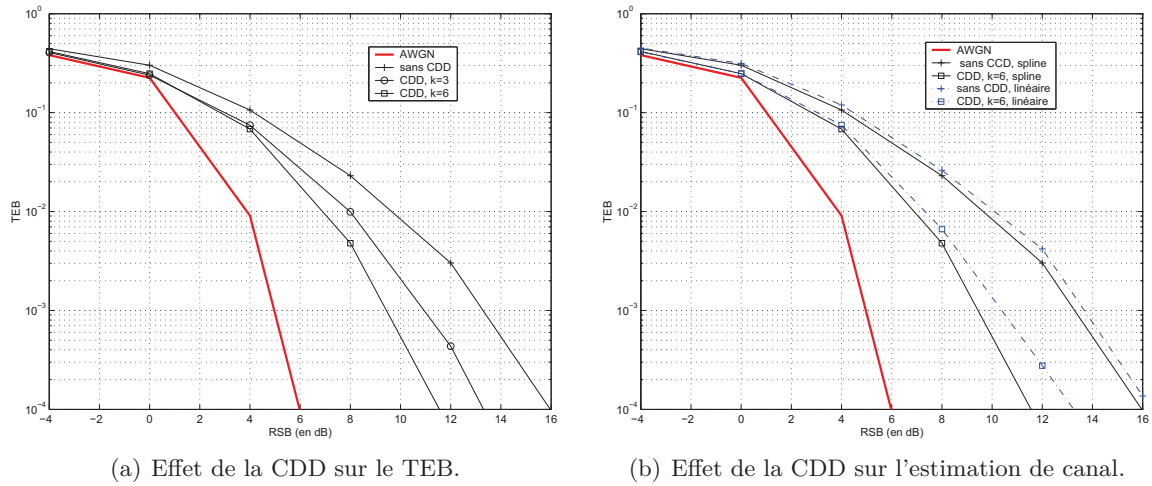 10^0
10^-1
10^-2
10^-3
10^-4
TEB
-4 -2 0 2 4 6 8 10 12 14 16
RSB (en dB)
AWGN
sans CDD
CDD, k=3
CDD, k=6
(a) Effet de la CDD sur le TEB.
10^0
10^-1
10^-2
10^-3
10^-4
TEB
-4 -2 0 2 4 6 8 10 12 14 16
RSB (en dB)
AWGN
sans CCD, spline
CDD, k=6, spline
sans CDD, linéaire
CDD, k=6, linéaire
(b) Effet de la CDD sur l'estimation de canal.